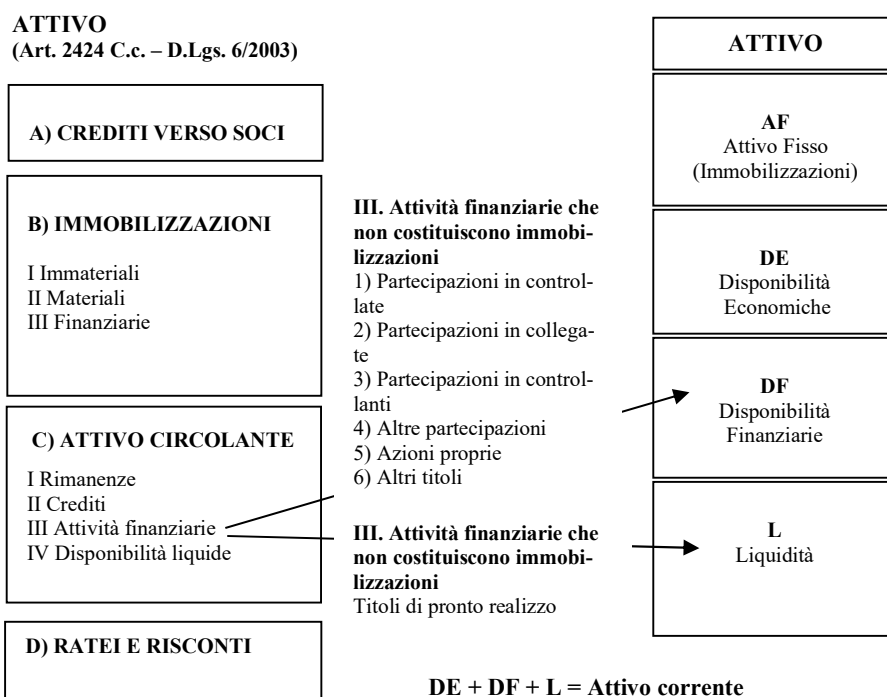 ATTIVO
(Art. 2424 C.c. – D.Lgs. 6/2003)
A) CREDITI VERSO SOCI
B) IMMOBILIZZAZIONI
I Immateriali
II Materiali
III Finanziarie
C) ATTIVO CIRCOLANTE
I Rimanenze
II Crediti
III Attività finanziarie
IV Disponibilità liquide
D) RATEI E RISCONTI
III. Attività finanziarie che
non costituiscono immobi-
lizzazioni
1) Partecipazioni in control-
late
2) Partecipazioni in collega-
te
3) Partecipazioni in control-
lanti
4) Altre partecipazioni
5) Azioni proprie
6) Altri titoli
III. Attività finanziarie che
non costituiscono immobi-
lizzazioni
Titoli di pronto realizzo
ATTIVO
AF
Attivo Fisso
(Immobilizzazioni)
DE
Disponibilità
Economiche
DF
Disponibilità
Finanziarie
L
Liquidità
DE + DF + L = Attivo corrente